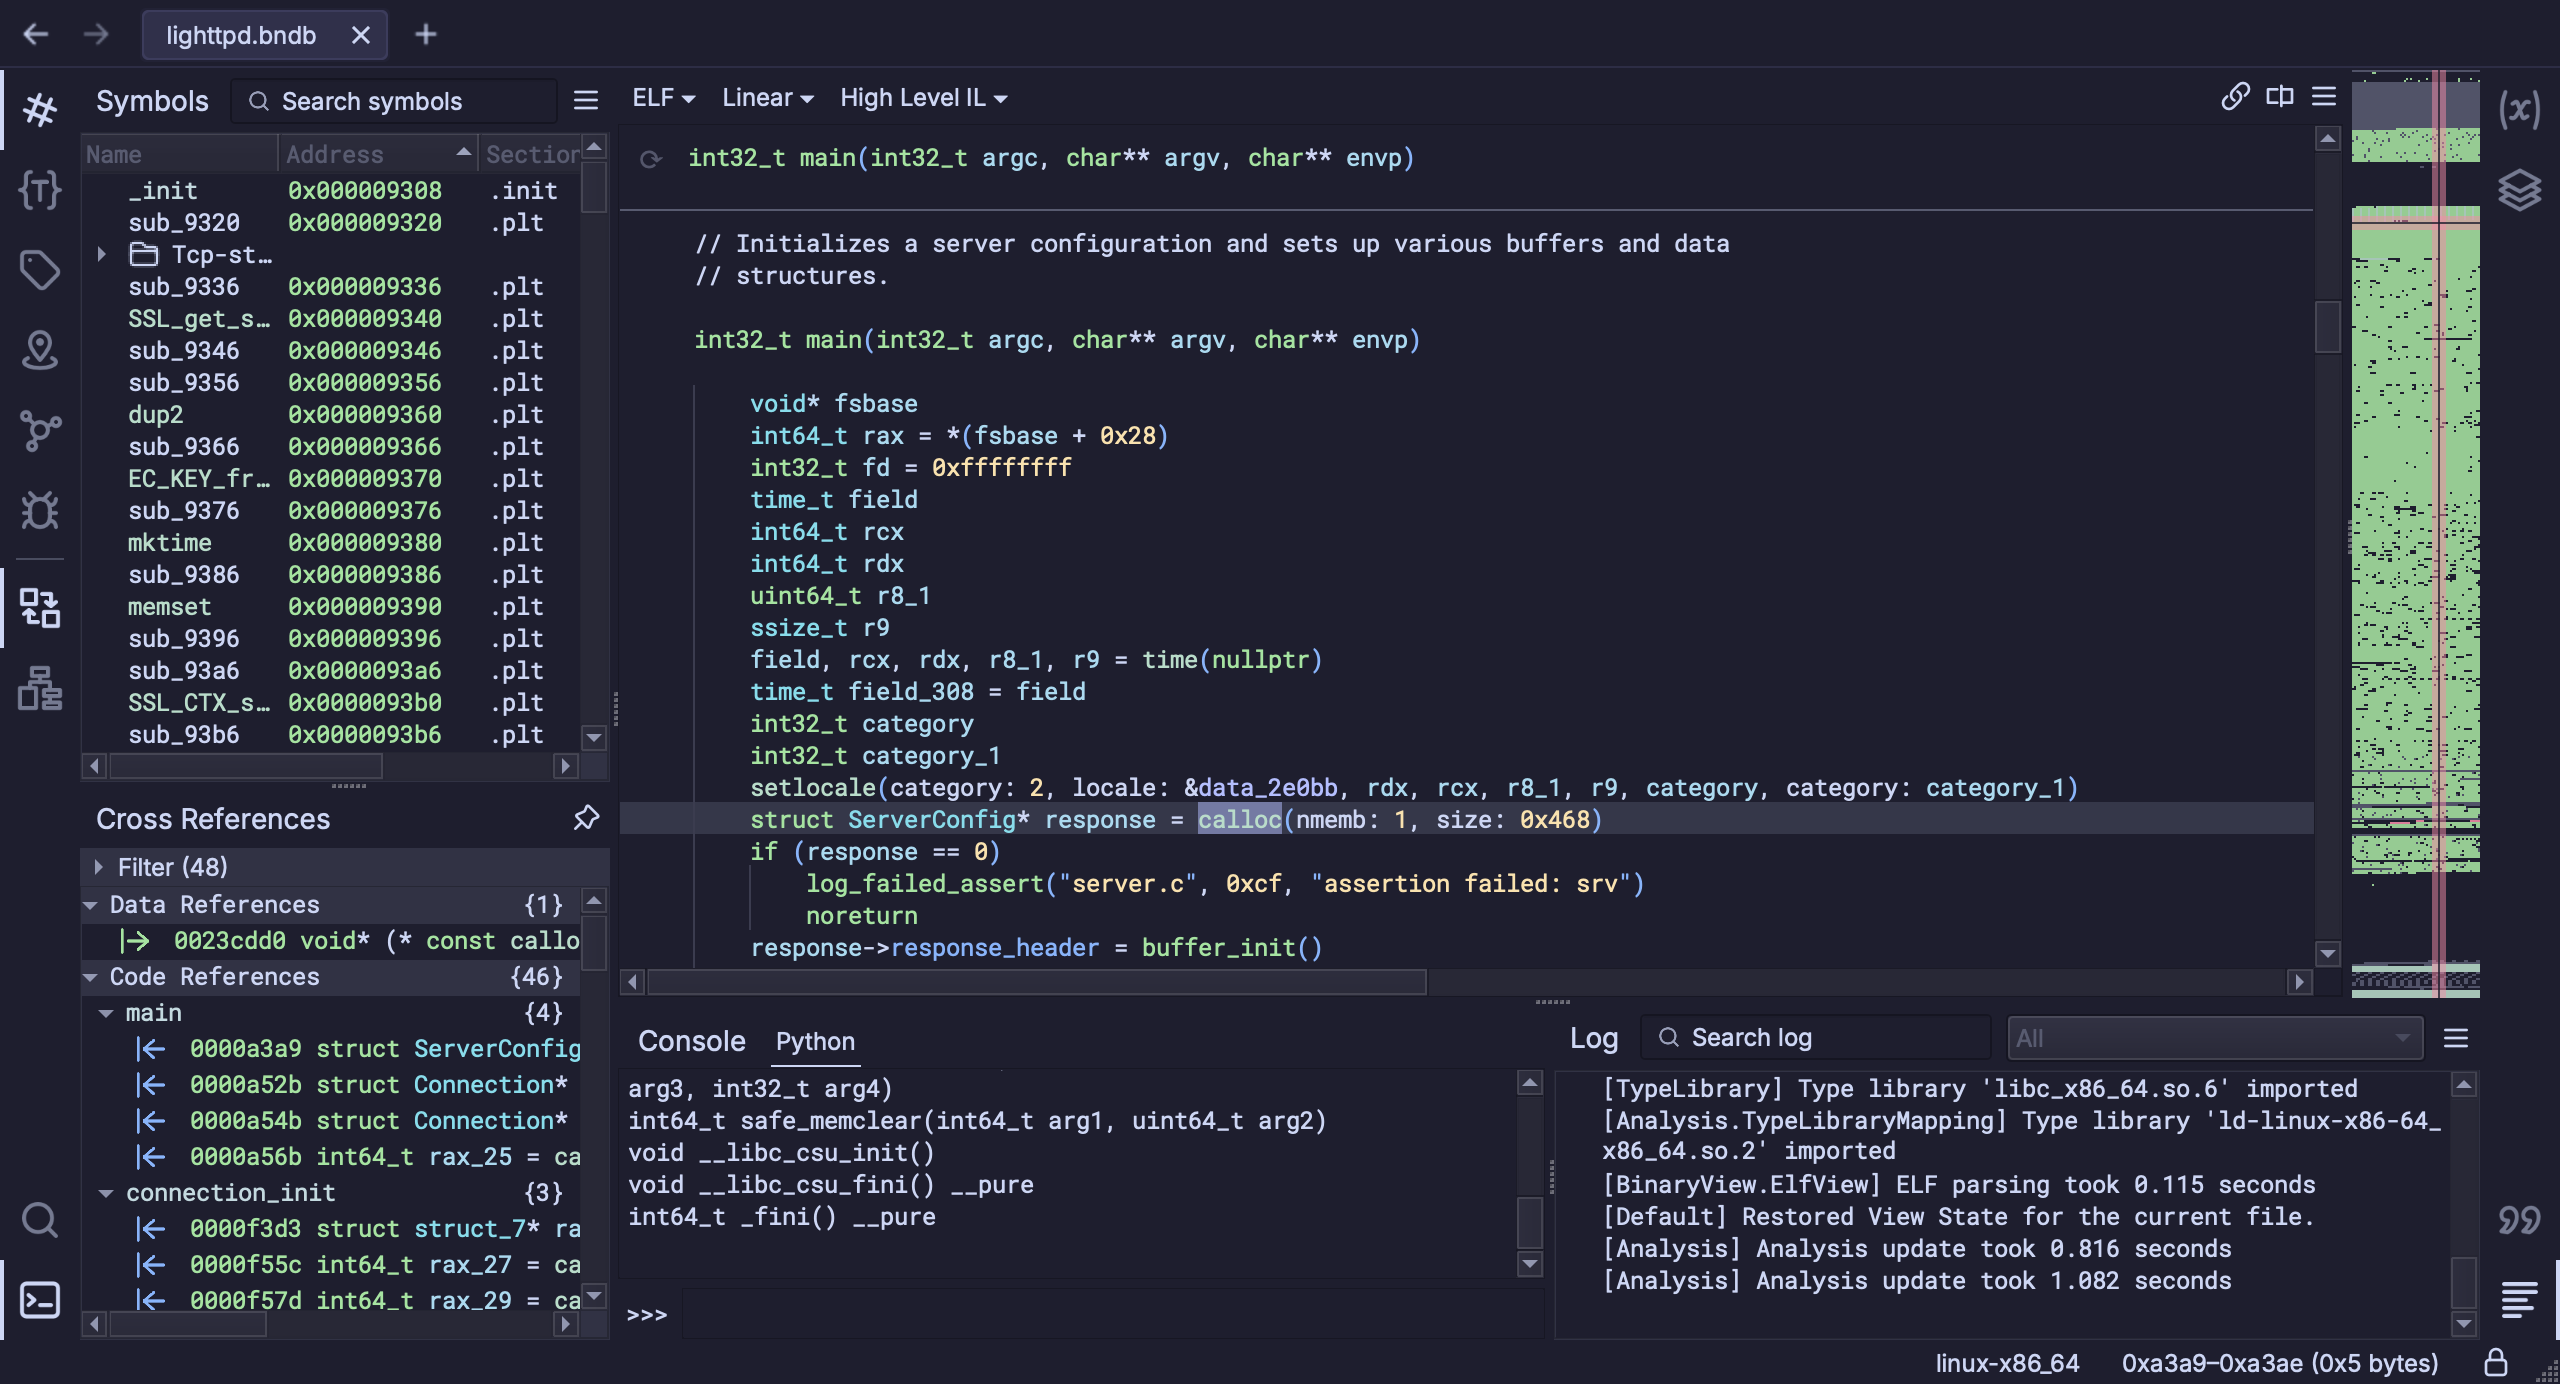 lighttpd.bndb
Symbols
Search symbols
Name Address Section
_init 0x000009308 .init
sub_9320 0x000009320 .plt
Tcp-st…
sub_9336 0x000009336 .plt
SSL_get_s… 0x000009340 .plt
sub_9346 0x000009346 .plt
sub_9356 0x000009356 .plt
dup2 0x000009360 .plt
sub_9366 0x000009366 .plt
EC_KEY_fr… 0x000009370 .plt
sub_9376 0x000009376 .plt
mktime 0x000009380 .plt
sub_9386 0x000009386 .plt
memset 0x000009390 .plt
sub_9396 0x000009396 .plt
sub_93a6 0x0000093a6 .plt
SSL_CTX_s… 0x0000093b0 .plt
sub_93b6 0x0000093b6 .plt
Cross References
Filter (48)
Data References {1}
0023cdd0 void* (* const callo
Code References {46}
main {4}
0000a3a9 struct ServerConfig
0000a52b struct Connection*
0000a54b struct Connection*
0000a56b int64_t rax_25 = ca
connection_init {3}
0000f3d3 struct struct_7* ra
0000f55c int64_t rax_27 = ca
0000f57d int64_t rax_29 = ca
ELF Linear High Level IL
int32_t main(int32_t argc, char** argv, char** envp)
// Initializes a server configuration and sets up various buffers and data
// structures.
int32_t main(int32_t argc, char** argv, char** envp)
void* fsbase
int64_t rax = *(fsbase + 0x28)
int32_t fd = 0xffffffff
time_t field
int64_t rcx
int64_t rdx
uint64_t r8_1
ssize_t r9
field, rcx, rdx, r8_1, r9 = time(nullptr)
time_t field_308 = field
int32_t category
int32_t category_1
setlocale(category: 2, locale: &data_2e0bb, rdx, rcx, r8_1, r9, category, category: category_1)
struct ServerConfig* response = calloc(nmemb: 1, size: 0x468)
if (response == 0)
log_failed_assert("server.c", 0xcf, "assertion failed: srv")
noreturn
response->response_header = buffer_init()
Console Python
arg3, int32_t arg4)
int64_t safe_memclear(int64_t arg1, uint64_t arg2)
void __libc_csu_init()
void __libc_csu_fini() __pure
int64_t _fini() __pure
>>>
Log
Search log
All
[TypeLibrary] Type library 'libc_x86_64.so.6' imported
[Analysis.TypeLibraryMapping] Type library 'ld-linux-x86-64_
x86_64.so.2' imported
[BinaryView.ElfView] ELF parsing took 0.115 seconds
[Default] Restored View State for the current file.
[Analysis] Analysis update took 0.816 seconds
[Analysis] Analysis update took 1.082 seconds
linux-x86_64 0xa3a9–0xa3ae (0x5 bytes)